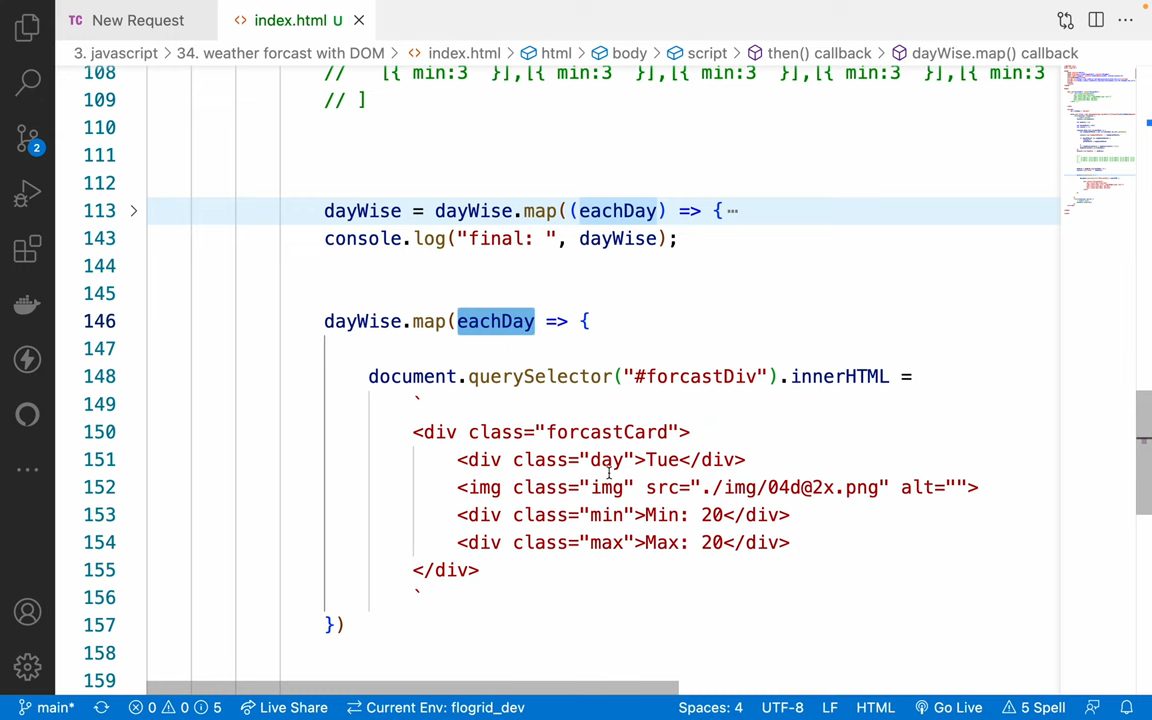 TC New Request <> index.html U ×
3. javascript > 34. weather forcast with DOM > <> index.html > html > body > script > then() callback > dayWise.map() callback
108 // [{ min:3 }],[{ min:3 }],[{ min:3 }],[{ min:3 }],[{ min:3
109 // ]
110
111
112
113 > dayWise = dayWise.map((eachDay) => {…
143 console.log("final: ", dayWise);
144
145
146 dayWise.map(eachDay => {
147
148 document.querySelector("#forcastDiv").innerHTML =
149 `
150 <div class="forcastCard">
151 <div class="day">Tue</div>
152 <img class="img" src="./img/04d@2x.png" alt="">
153 <div class="min">Min: 20</div>
154 <div class="max">Max: 20</div>
155 </div>
156 `
157 })
158
159
2
main* 0 0 5 Live Share Current Env: flogrid_dev Spaces: 4 UTF-8 LF HTML Go Live 5 Spell